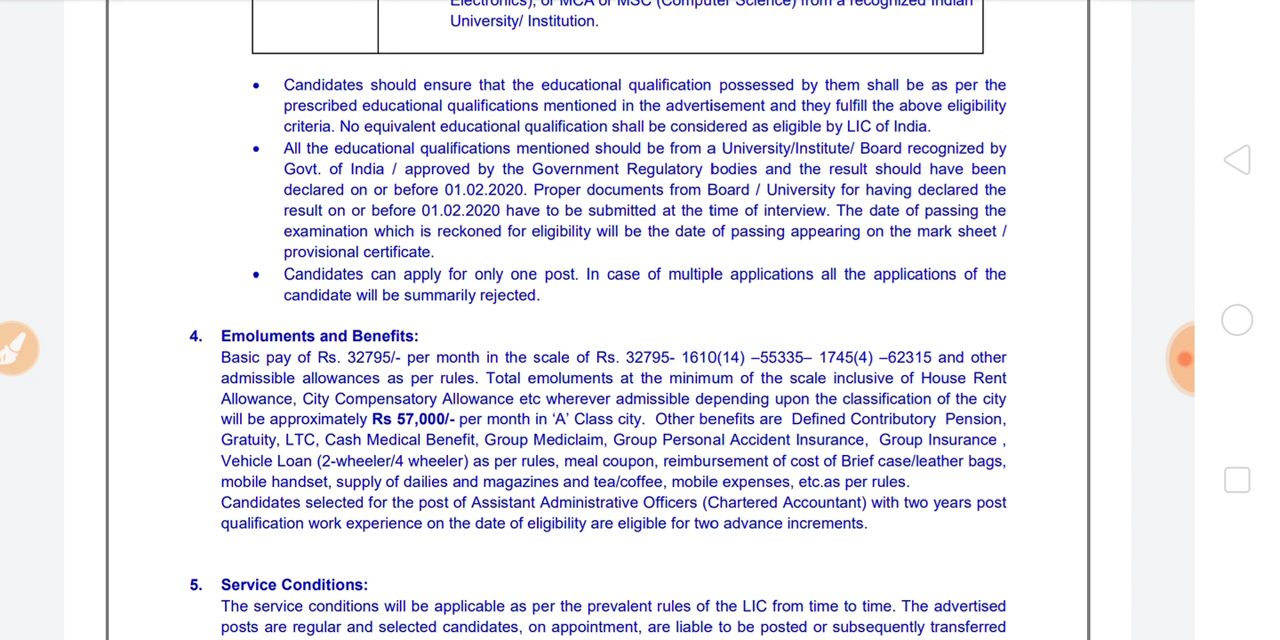 Electronics), or MCA or MSC (Computer Science) from a recognized Indian
University/ Institution.
• Candidates should ensure that the educational qualification possessed by them shall be as per the
prescribed educational qualifications mentioned in the advertisement and they fulfill the above eligibility
criteria. No equivalent educational qualification shall be considered as eligible by LIC of India.
• All the educational qualifications mentioned should be from a University/Institute/ Board recognized by
Govt. of India / approved by the Government Regulatory bodies and the result should have been
declared on or before 01.02.2020. Proper documents from Board / University for having declared the
result on or before 01.02.2020 have to be submitted at the time of interview. The date of passing the
examination which is reckoned for eligibility will be the date of passing appearing on the mark sheet /
provisional certificate.
• Candidates can apply for only one post. In case of multiple applications all the applications of the
candidate will be summarily rejected.
4. Emoluments and Benefits:
Basic pay of Rs. 32795/- per month in the scale of Rs. 32795- 1610(14) –55335– 1745(4) –62315 and other
admissible allowances as per rules. Total emoluments at the minimum of the scale inclusive of House Rent
Allowance, City Compensatory Allowance etc wherever admissible depending upon the classification of the city
will be approximately Rs 57,000/- per month in ‘A’ Class city. Other benefits are Defined Contributory Pension,
Gratuity, LTC, Cash Medical Benefit, Group Mediclaim, Group Personal Accident Insurance, Group Insurance ,
Vehicle Loan (2-wheeler/4 wheeler) as per rules, meal coupon, reimbursement of cost of Brief case/leather bags,
mobile handset, supply of dailies and magazines and tea/coffee, mobile expenses, etc.as per rules.
Candidates selected for the post of Assistant Administrative Officers (Chartered Accountant) with two years post
qualification work experience on the date of eligibility are eligible for two advance increments.
5. Service Conditions:
The service conditions will be applicable as per the prevalent rules of the LIC from time to time. The advertised
posts are regular and selected candidates, on appointment, are liable to be posted or subsequently transferred